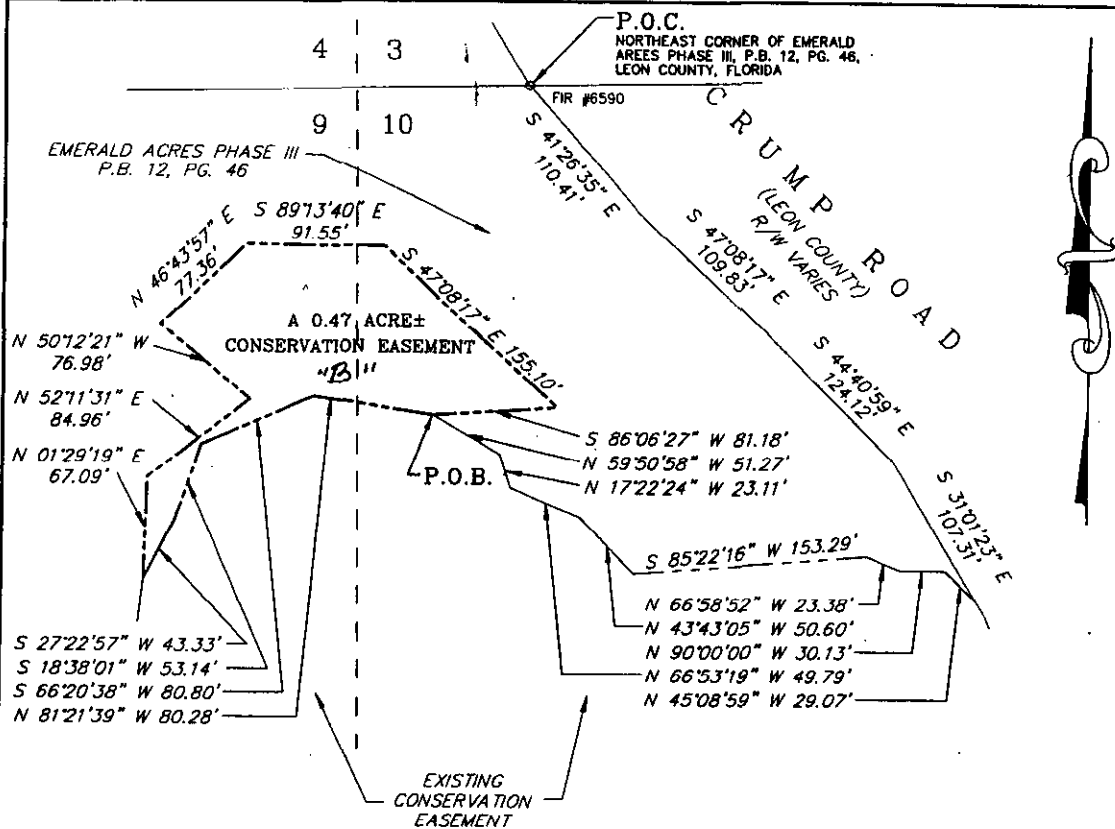 P.O.C.
NORTHEAST CORNER OF EMERALD
AREES PHASE III, P.B. 12, PG. 46,
LEON COUNTY, FLORIDA
4 3
FIR #6590
9 10
CRUMP ROAD
(LEON COUNTY)
R/W VARIES
EMERALD ACRES PHASE III
P.B. 12, PG. 46
S 41°26'35" E
110.41'
S 47°08'17" E
109.83'
S 44°40'59" E
124.12'
S 31°01'23" E
107.31'
N 46°43'57" E
77.36'
S 89°13'40" E
91.55'
S 47°08'17" E 155.10'
A 0.47 ACRE±
CONSERVATION EASEMENT
"B"
N 50°12'21" W
76.98'
N 52°11'31" E
84.96'
N 01°29'19" E
67.09'
P.O.B.
S 86°06'27" W 81.18'
N 59°50'58" W 51.27'
N 17°22'24" W 23.11'
S 85°22'16" W 153.29'
N 66°58'52" W 23.38'
N 43°43'05" W 50.60'
N 90°00'00" W 30.13'
N 66°53'19" W 49.79'
N 45°08'59" W 29.07'
S 27°22'57" W 43.33'
S 18°38'01" W 53.14'
S 66°20'38" W 80.80'
N 81°21'39" W 80.28'
EXISTING
CONSERVATION
EASEMENT